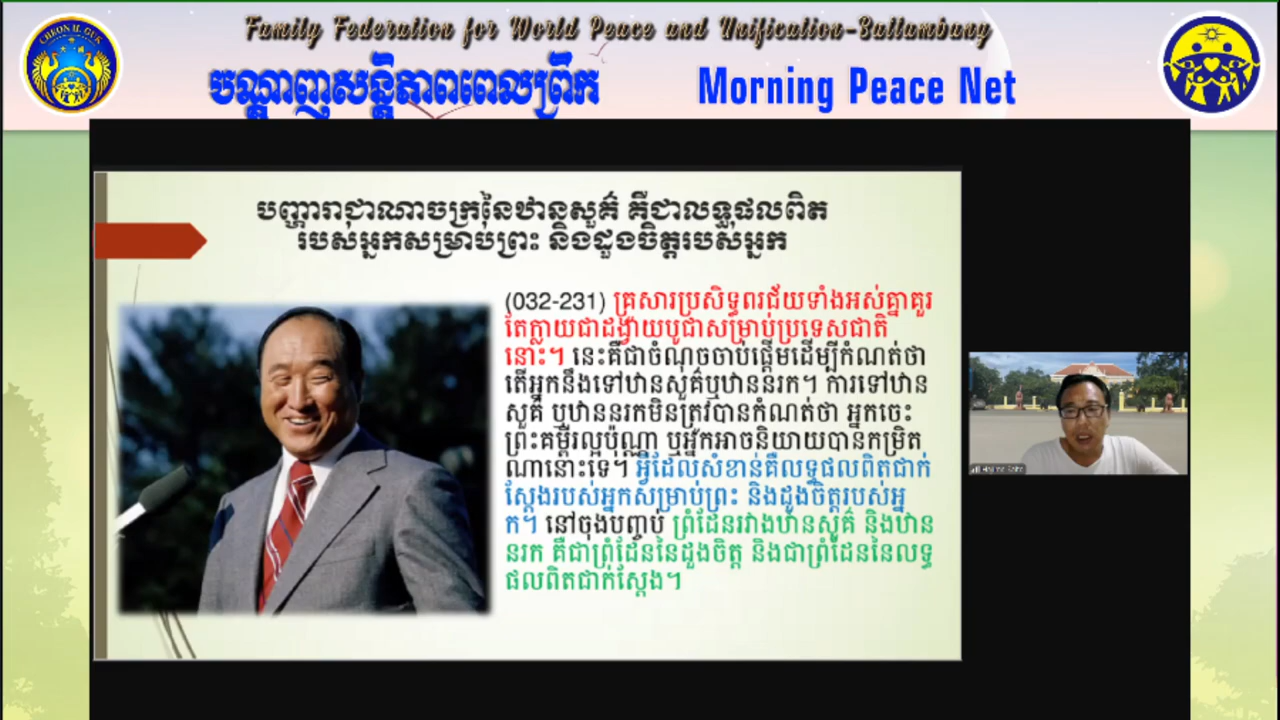 Family Federation for World Peace and Unification-Battambang
CHEON IL GUK
បណ្ដាញសន្តិភាពពេលព្រឹក
Morning Peace Net
បញ្ហារាជាណាចក្រនៃឋានសួគ៌ គឺជាលទ្ធផលពិត
របស់អ្នកសម្រាប់ព្រះ និងដួងចិត្តរបស់អ្នក
(032-231) គ្រួសារប្រសិទ្ធពរជ័យទាំងអស់គ្នាគួរ
តែក្លាយជាដង្វាយបូជាសម្រាប់ប្រទេសជាតិ
នោះ។ នេះគឺជាចំណុចចាប់ផ្តើមដើម្បីកំណត់ថា
តើអ្នកនឹងទៅឋានសួគ៌ឬឋាននរក។ ការទៅឋាន
សួគ៌ ឬឋាននរកមិនត្រូវបានកំណត់ថា អ្នកចេះ
ព្រះគម្ពីរល្អប៉ុណ្ណា ឬអ្នកអាចនិយាយបានកម្រិត
ណានោះទេ។ អ្វីដែលសំខាន់គឺលទ្ធផលពិតជាក់
ស្តែងរបស់អ្នកសម្រាប់ព្រះ និងដួងចិត្តរបស់អ្ន
ក។ នៅចុងបញ្ចប់ ព្រំដែនរវាងឋានសួគ៌ និងឋាន
នរក គឺជាព្រំដែននៃដួងចិត្ត និងជាព្រំដែននៃលទ្ធ
ផលពិតជាក់ស្តែង។